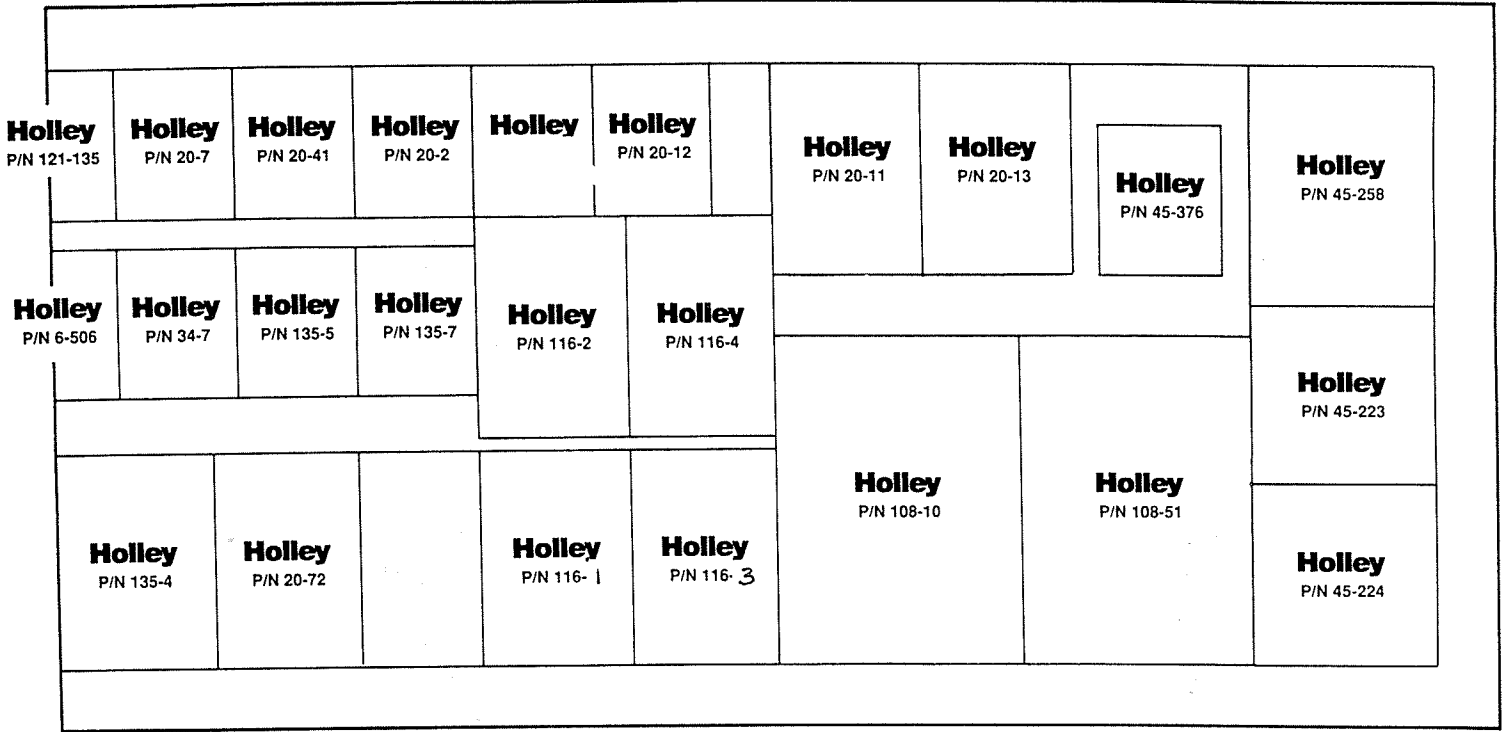 Holley
P/N 121-135
Holley
P/N 20-7
Holley
P/N 20-41
Holley
P/N 20-2
Holley
Holley
P/N 20-12
Holley
P/N 20-11
Holley
P/N 20-13
Holley
P/N 45-376
Holley
P/N 45-258
Holley
P/N 6-506
Holley
P/N 34-7
Holley
P/N 135-5
Holley
P/N 135-7
Holley
P/N 116-2
Holley
P/N 116-4
Holley
P/N 45-223
Holley
P/N 108-10
Holley
P/N 108-51
Holley
P/N 135-4
Holley
P/N 20-72
Holley
P/N 116- 1
Holley
P/N 116- 3
Holley
P/N 45-224